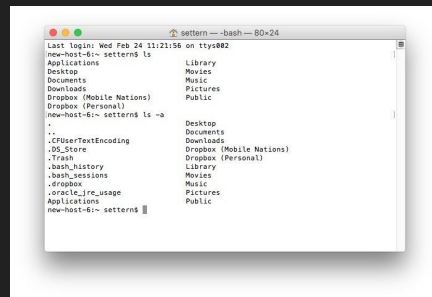 settern — -bash — 80×24
Last login: Wed Feb 24 11:21:56 on ttys002
[new-host-6:~ settern$ ls ]
Applications Library
Desktop Movies
Documents Music
Downloads Pictures
Dropbox (Mobile Nations) Public
Dropbox (Personal)
[new-host-6:~ settern$ ls -a ]
. Desktop
.. Documents
.CFUserTextEncoding Downloads
.DS_Store Dropbox (Mobile Nations)
.Trash Dropbox (Personal)
.bash_history Library
.bash_sessions Movies
.dropbox Music
.oracle_jre_usage Pictures
Applications Public
new-host-6:~ settern$